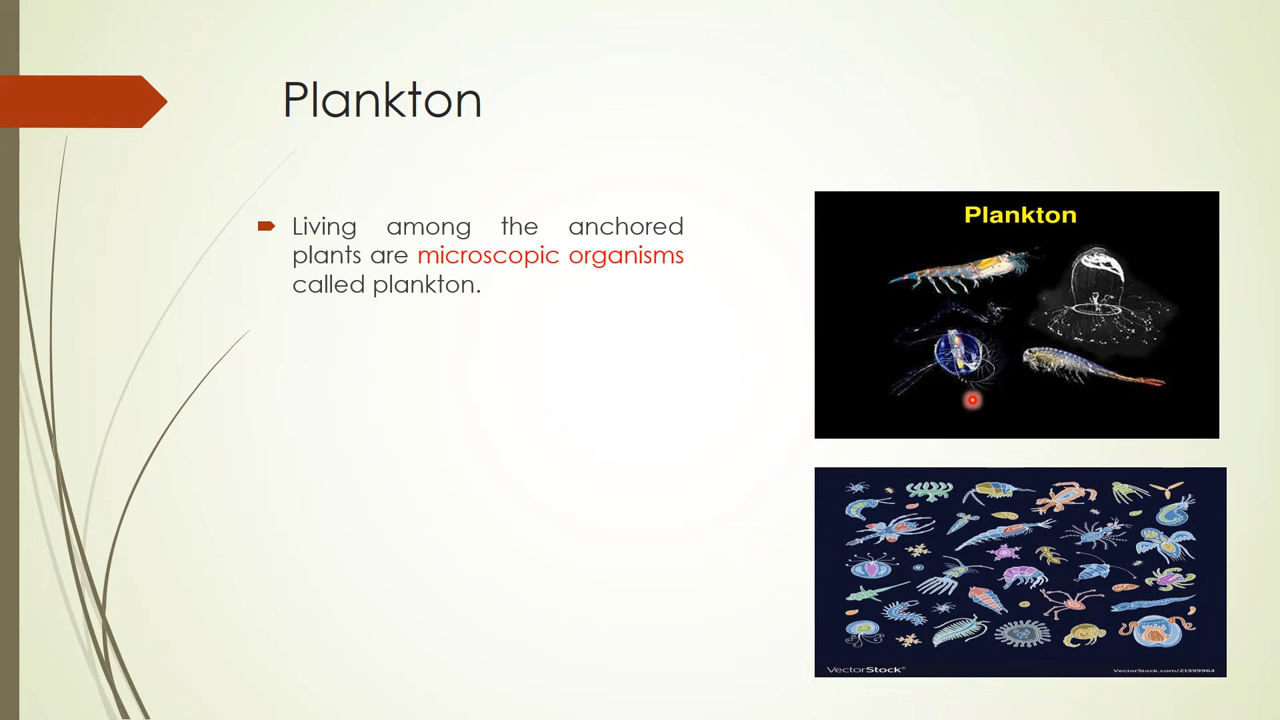 Plankton
Living among the anchored
plants are microscopic organisms
called plankton.
Plankton
VectorStock®
VectorStock.com/21999964